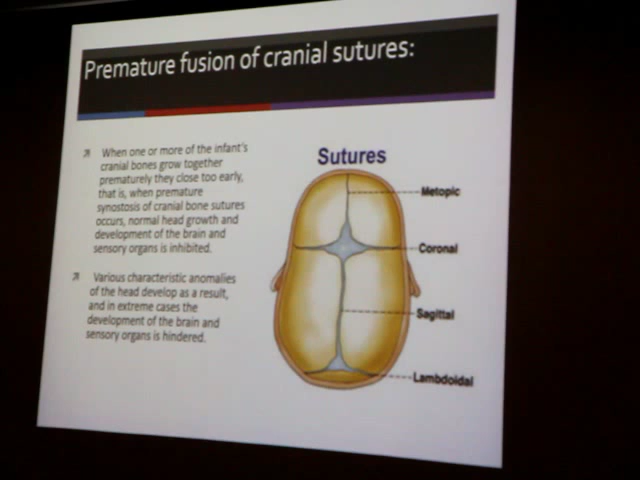 Premature fusion of cranial sutures:
When one or more of the infant's
cranial bones grow together
prematurely they close too early,
that is, when premature
synostosis of cranial bone sutures
occurs, normal head growth and
development of the brain and
sensory organs is inhibited.
Various characteristic anomalies
of the head develop as a result,
and in extreme cases the
development of the brain and
sensory organs is hindered.
Sutures
Metopic
Coronal
Sagittal
Lambdoidal